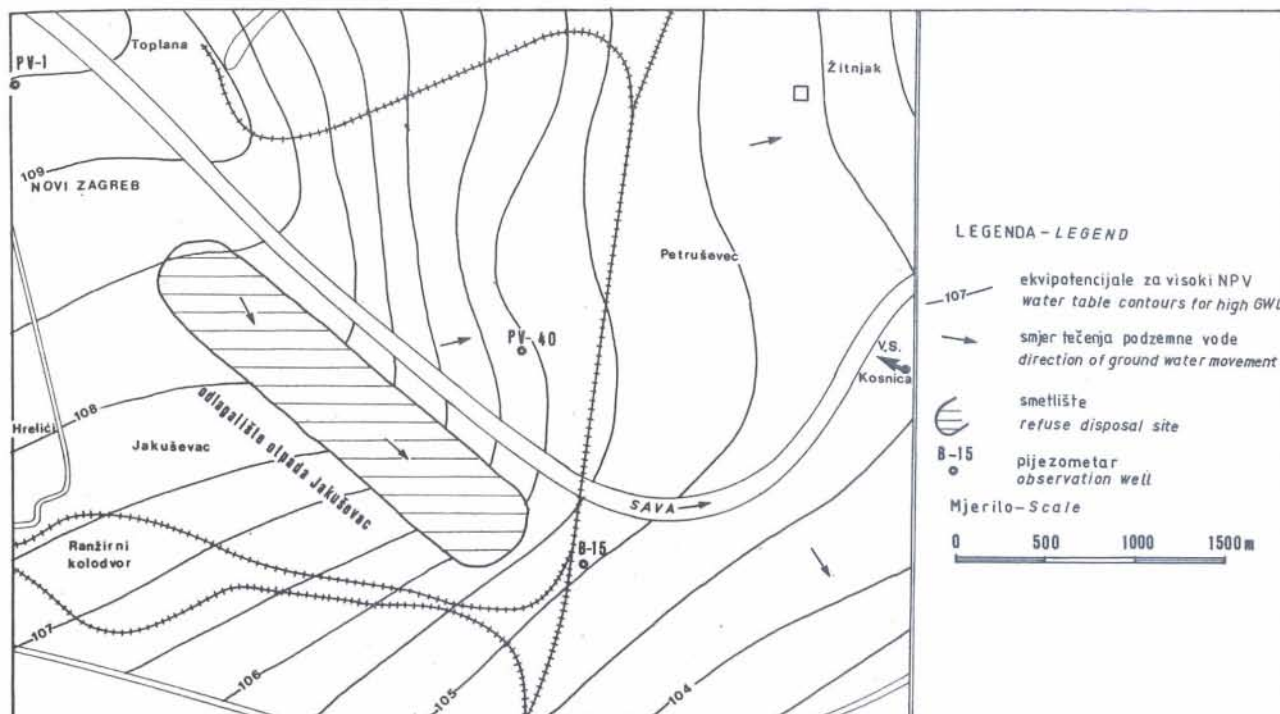 Toplana
PV-1
Žitnjak
109
NOVI ZAGREB
Petruševec
PV-40
V.S.
Kosnica
108
Hrelići
Jakuševac
odlagalište otpada Jakuševac
SAVA
Ranžirni
kolodvor
B-15
107
106
105
104
LEGENDA-LEGEND
107
ekvipotencijale za visoki NPV
water table contours for high GWL
smjer tečenja podzemne vode
direction of ground water movement
smetlište
refuse disposal site
B-15
pijezometar
observation well
Mjerilo-Scale
0 500 1000 1500 m